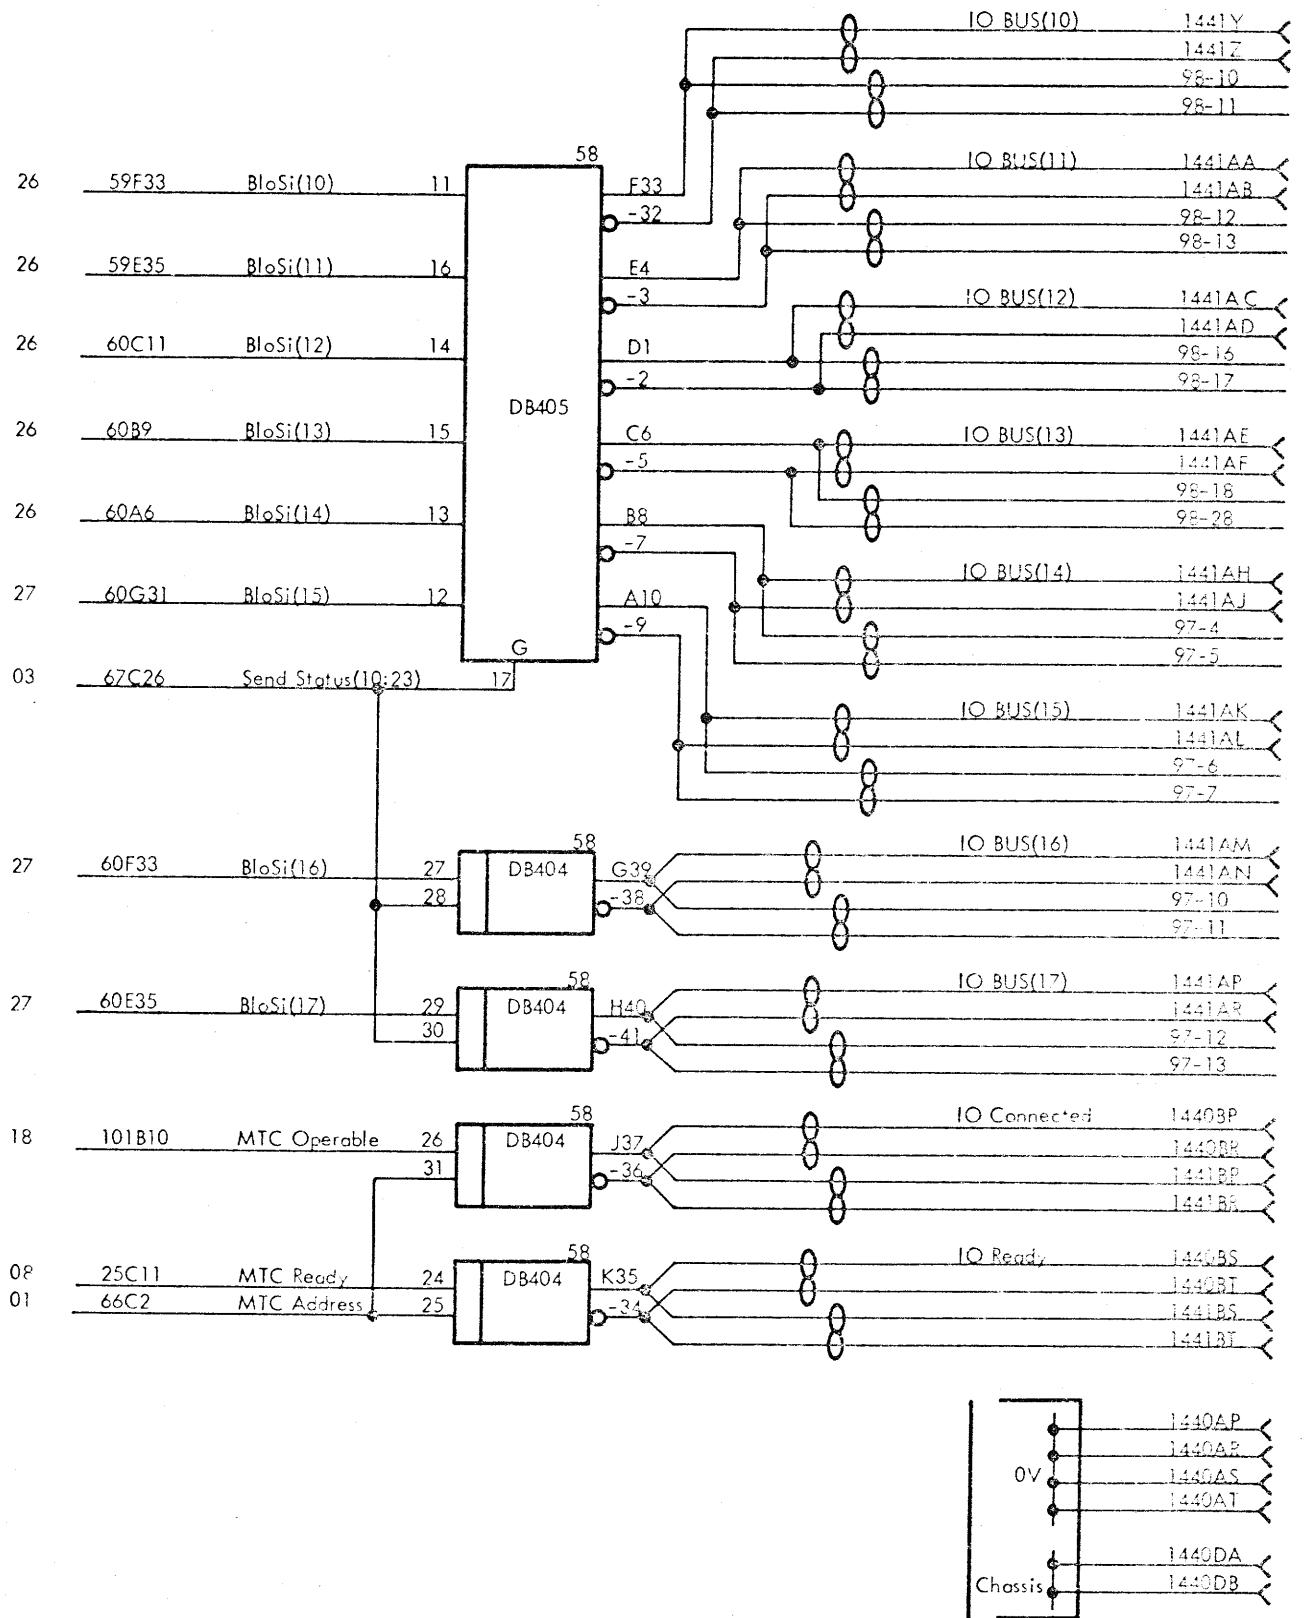 IO BUS(10) 1441Y
1441Z
98-10
98-11
58
26 59F33 BloSi(10) 11 F33
-32
IO BUS(11) 1441AA
1441AB
98-12
98-13
26 59E35 BloSi(11) 16 E4
-3
IO BUS(12) 1441AC
1441AD
26 60C11 BloSi(12) 14 D1 98-16
-2 98-17
DB405
26 60B9 BloSi(13) 15 C6 IO BUS(13) 1441AE
-5 1441AF
98-18
26 60A6 BloSi(14) 13 B8 98-28
-7
IO BUS(14) 1441AH
27 60G31 BloSi(15) 12 A10 1441AJ
-9 97-4
97-5
G
03 67C26 Send Status(10:23) 17
IO BUS(15) 1441AK
1441AL
97-6
97-7
58 IO BUS(16) 1441AM
27 60F33 BloSi(16) 27 DB404 G39 1441AN
28 -38 97-10
97-11
58 IO BUS(17) 1441AP
27 60E35 BloSi(17) 29 DB404 H40 1441AR
30 -41 97-12
97-13
58 IO Connected 1440BP
18 101B10 MTC Operable 26 DB404 J37 1440BR
31 -36 1441BP
1441BR
58 IO Ready 1440BS
08 25C11 MTC Ready 24 DB404 K35 1440BT
01 66C2 MTC Address 25 -34 1441BS
1441BT
1440AP
1440AR
0V 1440AS
1440AT
1440DA
Chassis 1440DB